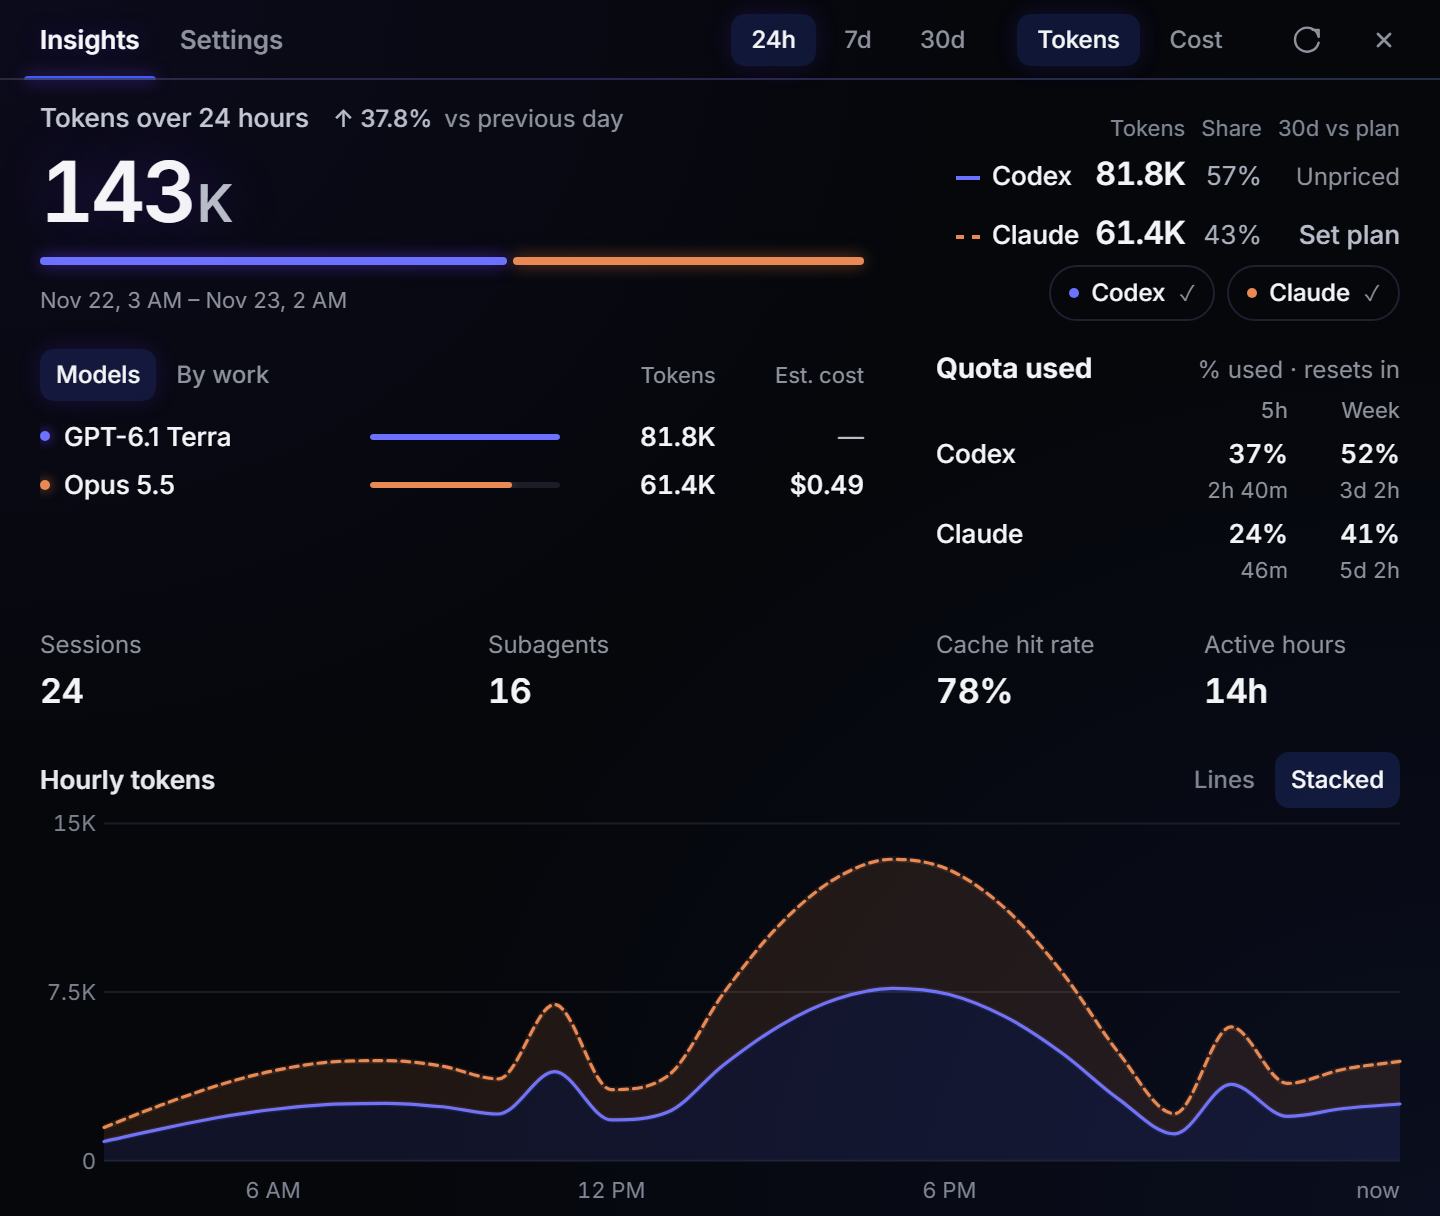 Insights Settings 24h 7d 30d Tokens Cost
Tokens over 24 hours ↑ 37.8% vs previous day
143K
Nov 22, 3 AM – Nov 23, 2 AM
Tokens Share 30d vs plan
Codex 81.8K 57% Unpriced
Claude 61.4K 43% Set plan
Codex ✓ Claude ✓
Models By work Tokens Est. cost
GPT-6.1 Terra 81.8K —
Opus 5.5 61.4K $0.49
Quota used % used · resets in
5h Week
Codex 37% 52%
2h 40m 3d 2h
Claude 24% 41%
46m 5d 2h
Sessions Subagents Cache hit rate Active hours
24 16 78% 14h
Hourly tokens Lines Stacked
15K
7.5K
0
6 AM 12 PM 6 PM now